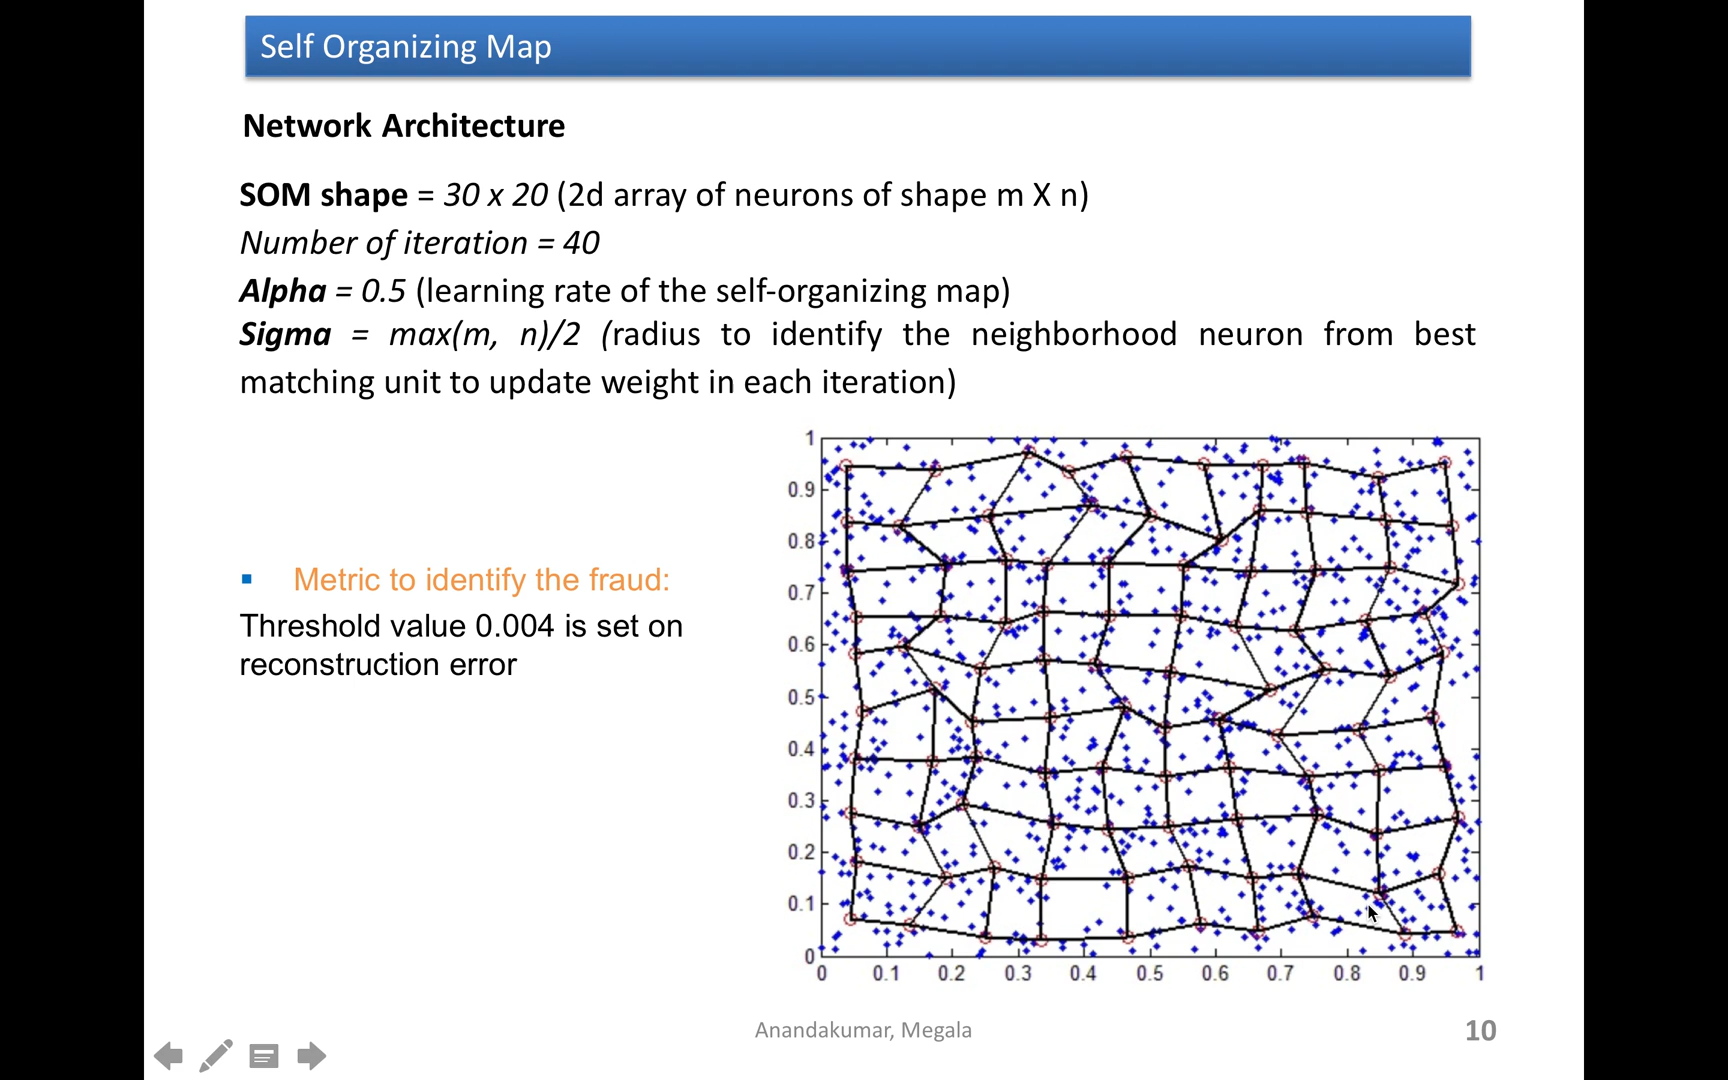 Self Organizing Map
Network Architecture
SOM shape = 30 x 20 (2d array of neurons of shape m X n)
Number of iteration = 40
Alpha = 0.5 (learning rate of the self-organizing map)
Sigma = max(m, n)/2 (radius to identify the neighborhood neuron from best
matching unit to update weight in each iteration)
▪ Metric to identify the fraud:
Threshold value 0.004 is set on
reconstruction error
1
0.9
0.8
0.7
0.6
0.5
0.4
0.3
0.2
0.1
0
0 0.1 0.2 0.3 0.4 0.5 0.6 0.7 0.8 0.9 1
Anandakumar, Megala
10